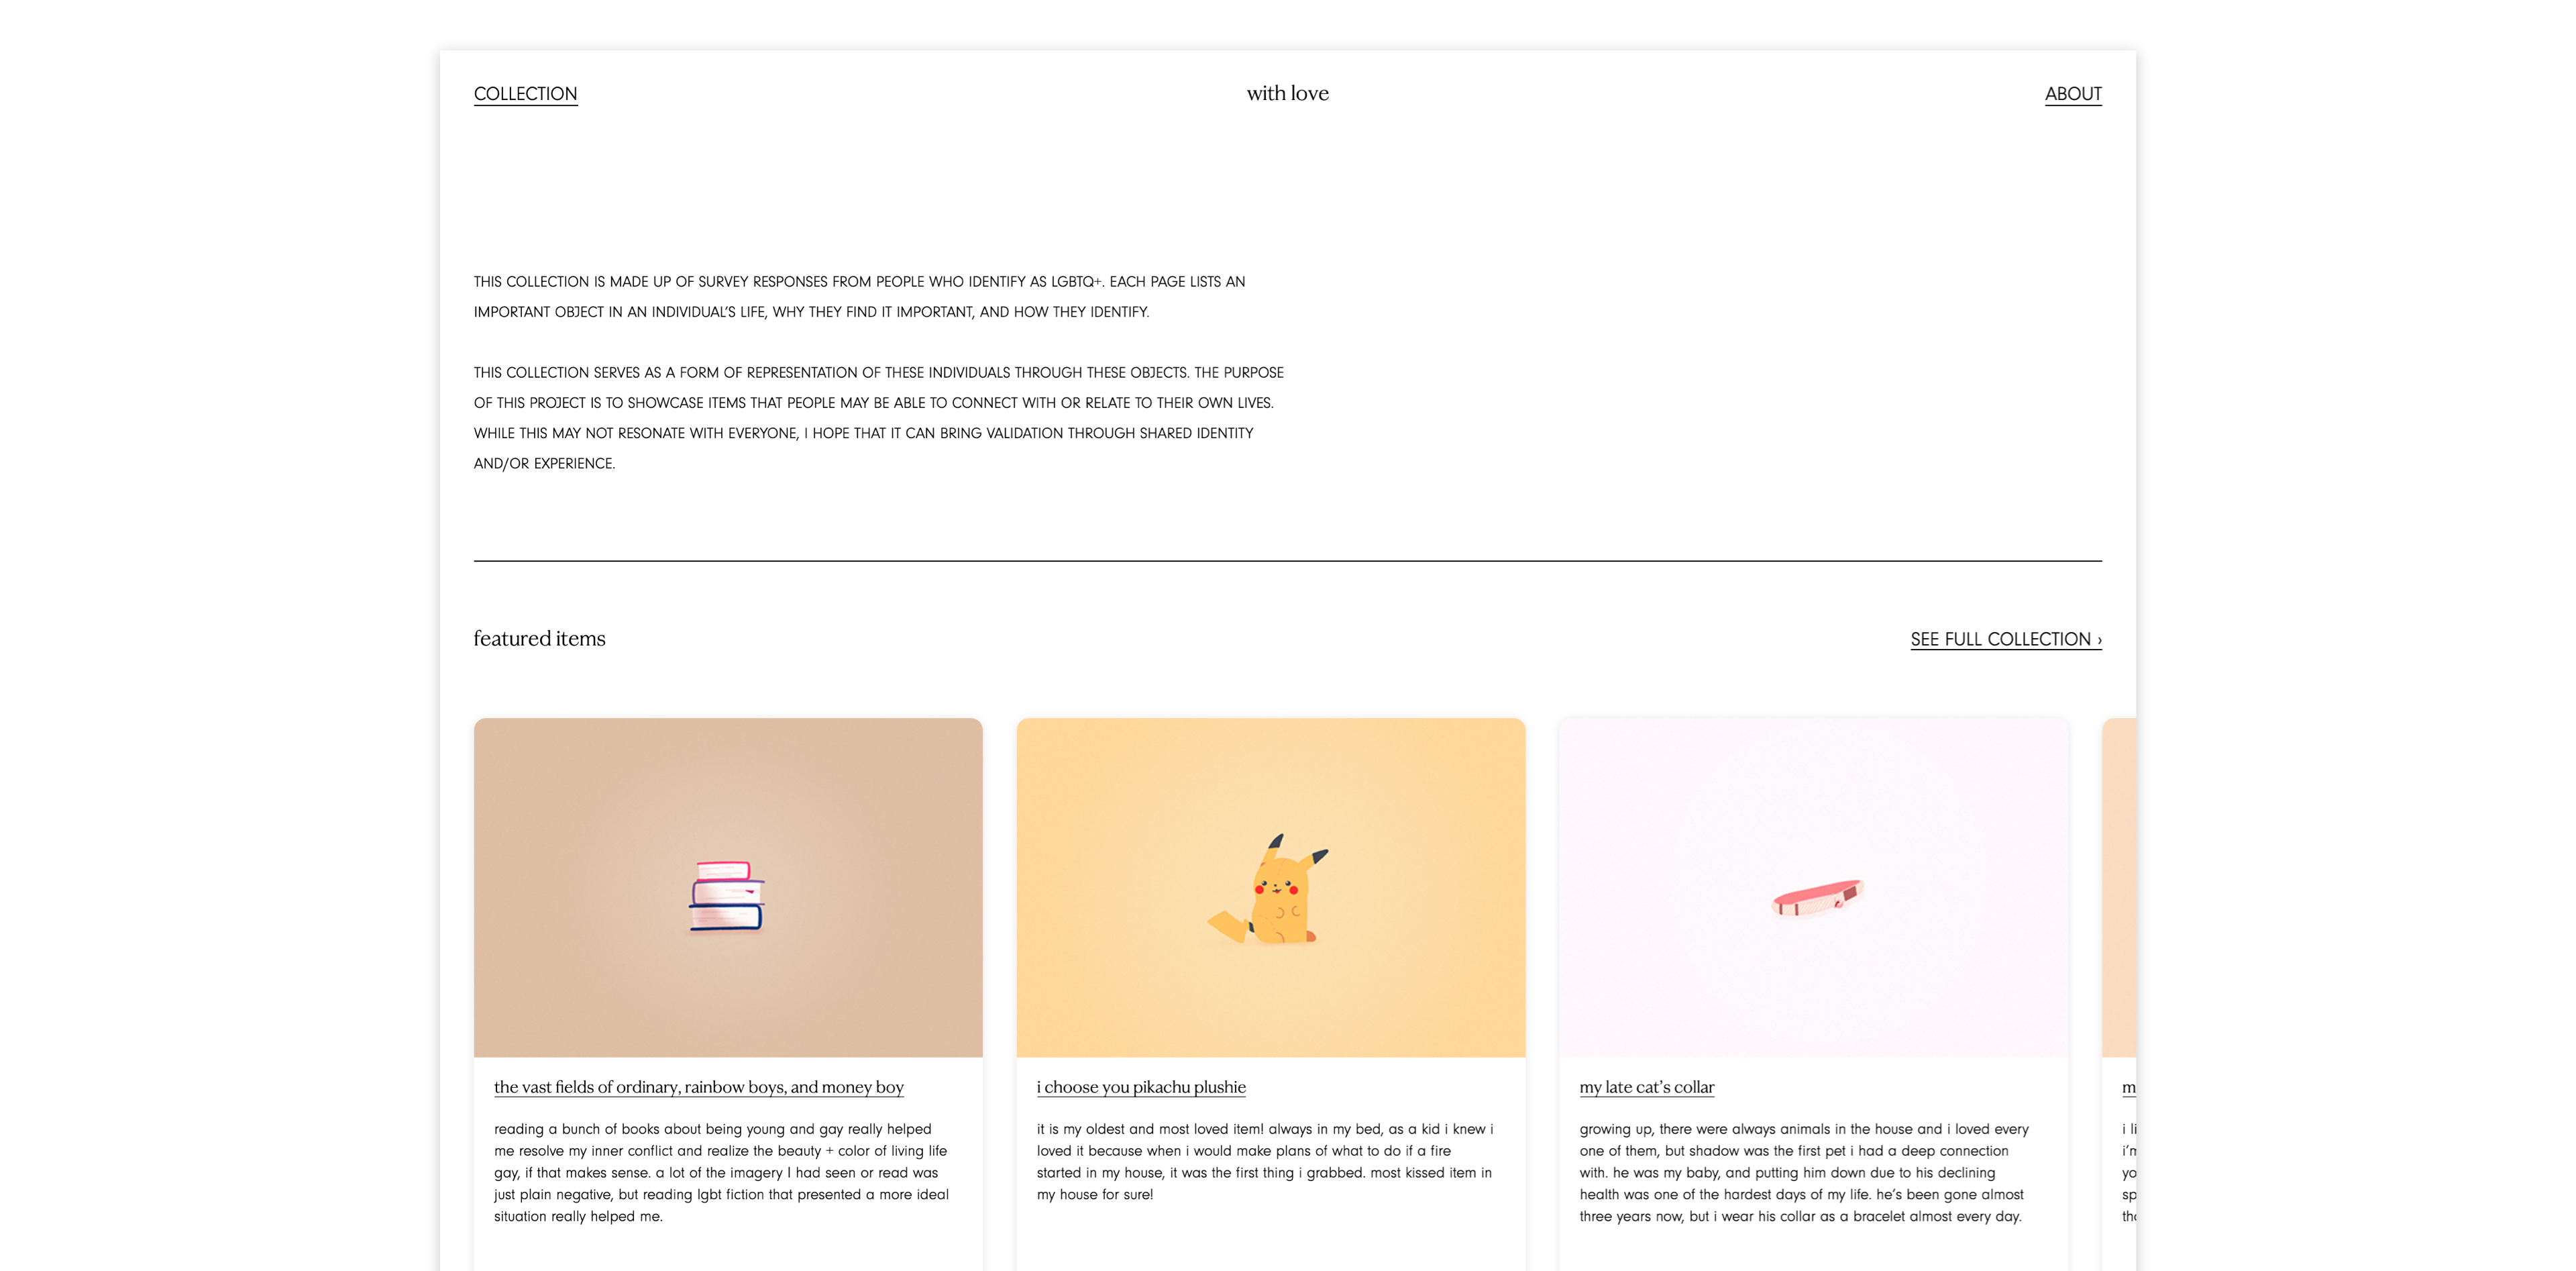 COLLECTION
with love
ABOUT
THIS COLLECTION IS MADE UP OF SURVEY RESPONSES FROM PEOPLE WHO IDENTIFY AS LGBTQ+. EACH PAGE LISTS AN
IMPORTANT OBJECT IN AN INDIVIDUAL’S LIFE, WHY THEY FIND IT IMPORTANT, AND HOW THEY IDENTIFY.
THIS COLLECTION SERVES AS A FORM OF REPRESENTATION OF THESE INDIVIDUALS THROUGH THESE OBJECTS. THE PURPOSE
OF THIS PROJECT IS TO SHOWCASE ITEMS THAT PEOPLE MAY BE ABLE TO CONNECT WITH OR RELATE TO THEIR OWN LIVES.
WHILE THIS MAY NOT RESONATE WITH EVERYONE, I HOPE THAT IT CAN BRING VALIDATION THROUGH SHARED IDENTITY
AND/OR EXPERIENCE.
featured items
SEE FULL COLLECTION ›
the vast fields of ordinary, rainbow boys, and money boy
reading a bunch of books about being young and gay really helped
me resolve my inner conflict and realize the beauty + color of living life
gay, if that makes sense. a lot of the imagery I had seen or read was
just plain negative, but reading lgbt fiction that presented a more ideal
situation really helped me.
i choose you pikachu plushie
it is my oldest and most loved item! always in my bed, as a kid i knew i
loved it because when i would make plans of what to do if a fire
started in my house, it was the first thing i grabbed. most kissed item in
my house for sure!
my late cat’s collar
growing up, there were always animals in the house and i loved every
one of them, but shadow was the first pet i had a deep connection
with. he was my baby, and putting him down due to his declining
health was one of the hardest days of my life. he’s been gone almost
three years now, but i wear his collar as a bracelet almost every day.